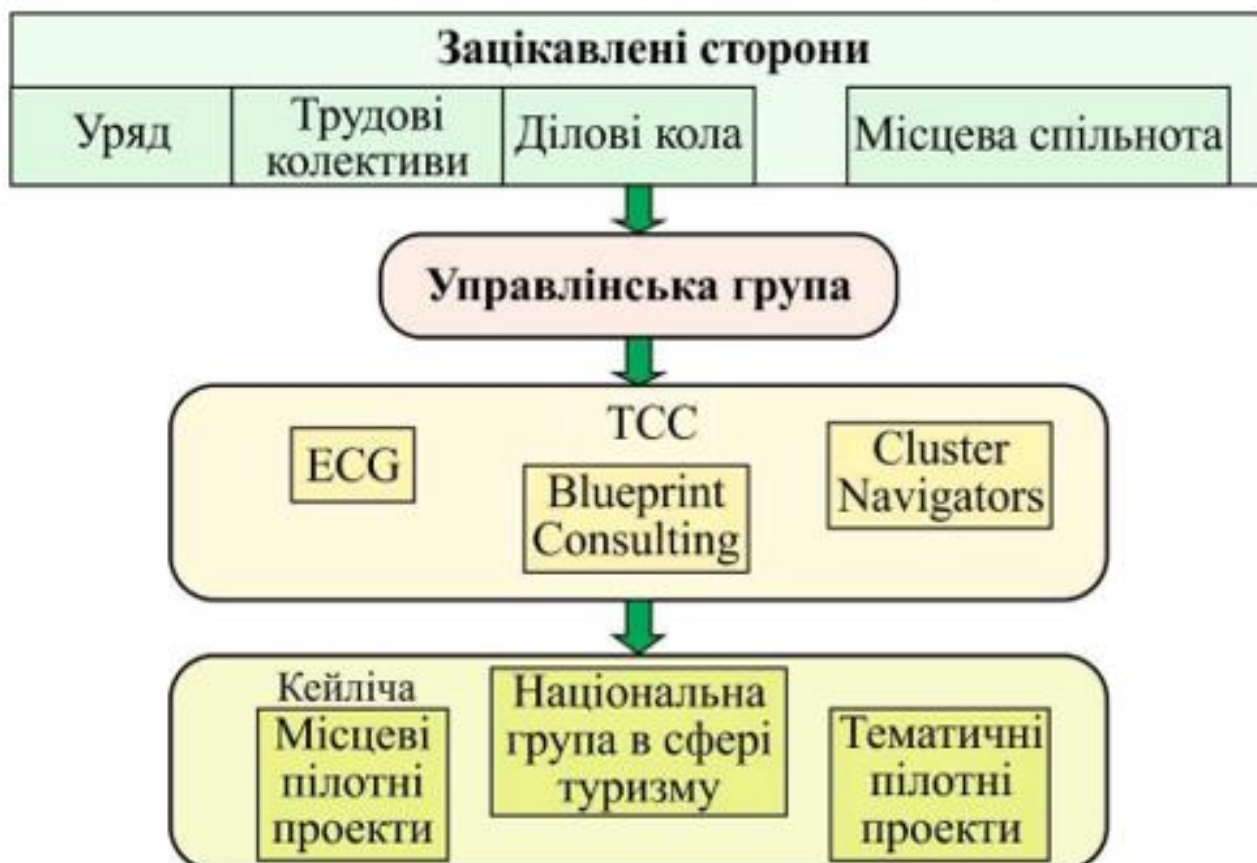 Зацікавлені сторони
Уряд
Трудові
колективи
Ділові кола
Місцева спільнота
Управлінська група
TCC
ECG
Blueprint
Consulting
Cluster
Navigators
Кейліча
Місцеві
пілотні
проекти
Національна
група в сфері
туризму
Тематичні
пілотні
проекти